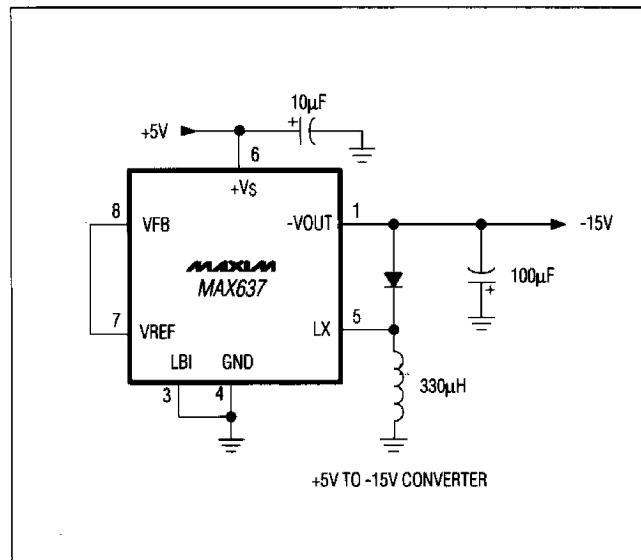 10µF
+5V
6
+VS
8
VFB
-VOUT
1
-15V
MAXIM
MAX637
100µF
7
VREF
LX
5
LBI
GND
3
4
330µH
+
+
+5V TO -15V CONVERTER